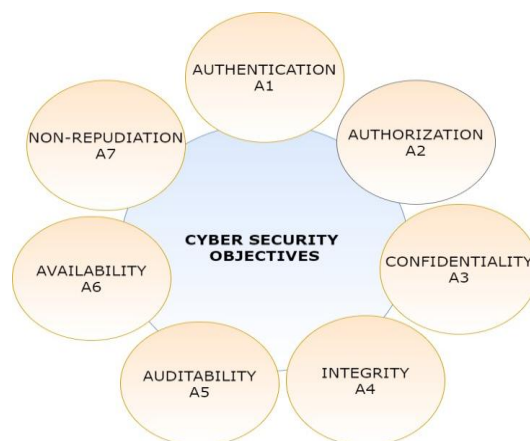 AUTHENTICATION
A1
AUTHORIZATION
A2
CONFIDENTIALITY
A3
INTEGRITY
A4
AUDITABILITY
A5
AVAILABILITY
A6
NON-REPUDIATION
A7
CYBER SECURITY
OBJECTIVES